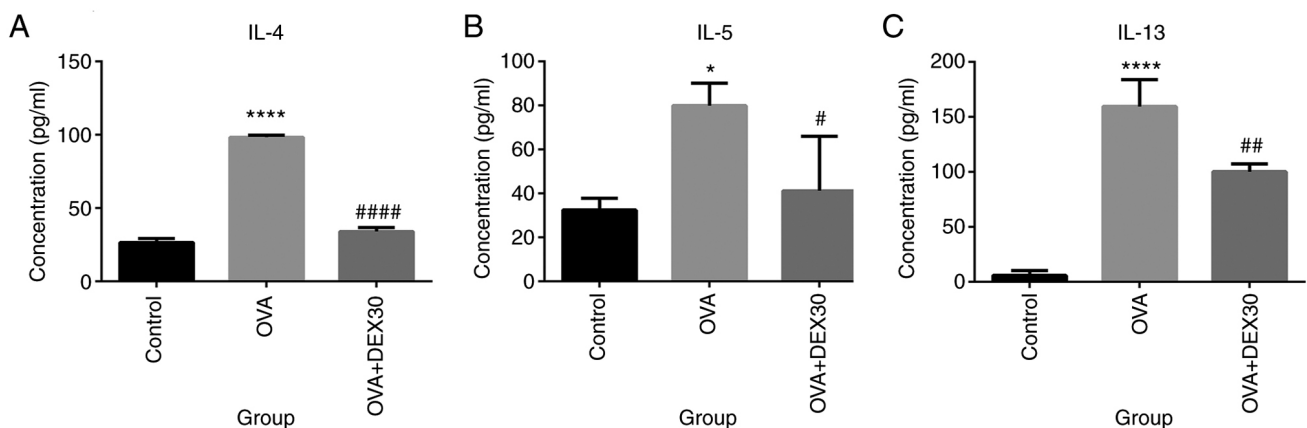 A
IL-4
Concentration (pg/ml)
150
100
50
0
****
####
Control
OVA
OVA+DEX30
Group
B
IL-5
Concentration (pg/ml)
100
80
60
40
20
0
*
#
Control
OVA
OVA+DEX30
Group
C
IL-13
Concentration (pg/ml)
200
150
100
50
0
****
##
Control
OVA
OVA+DEX30
Group